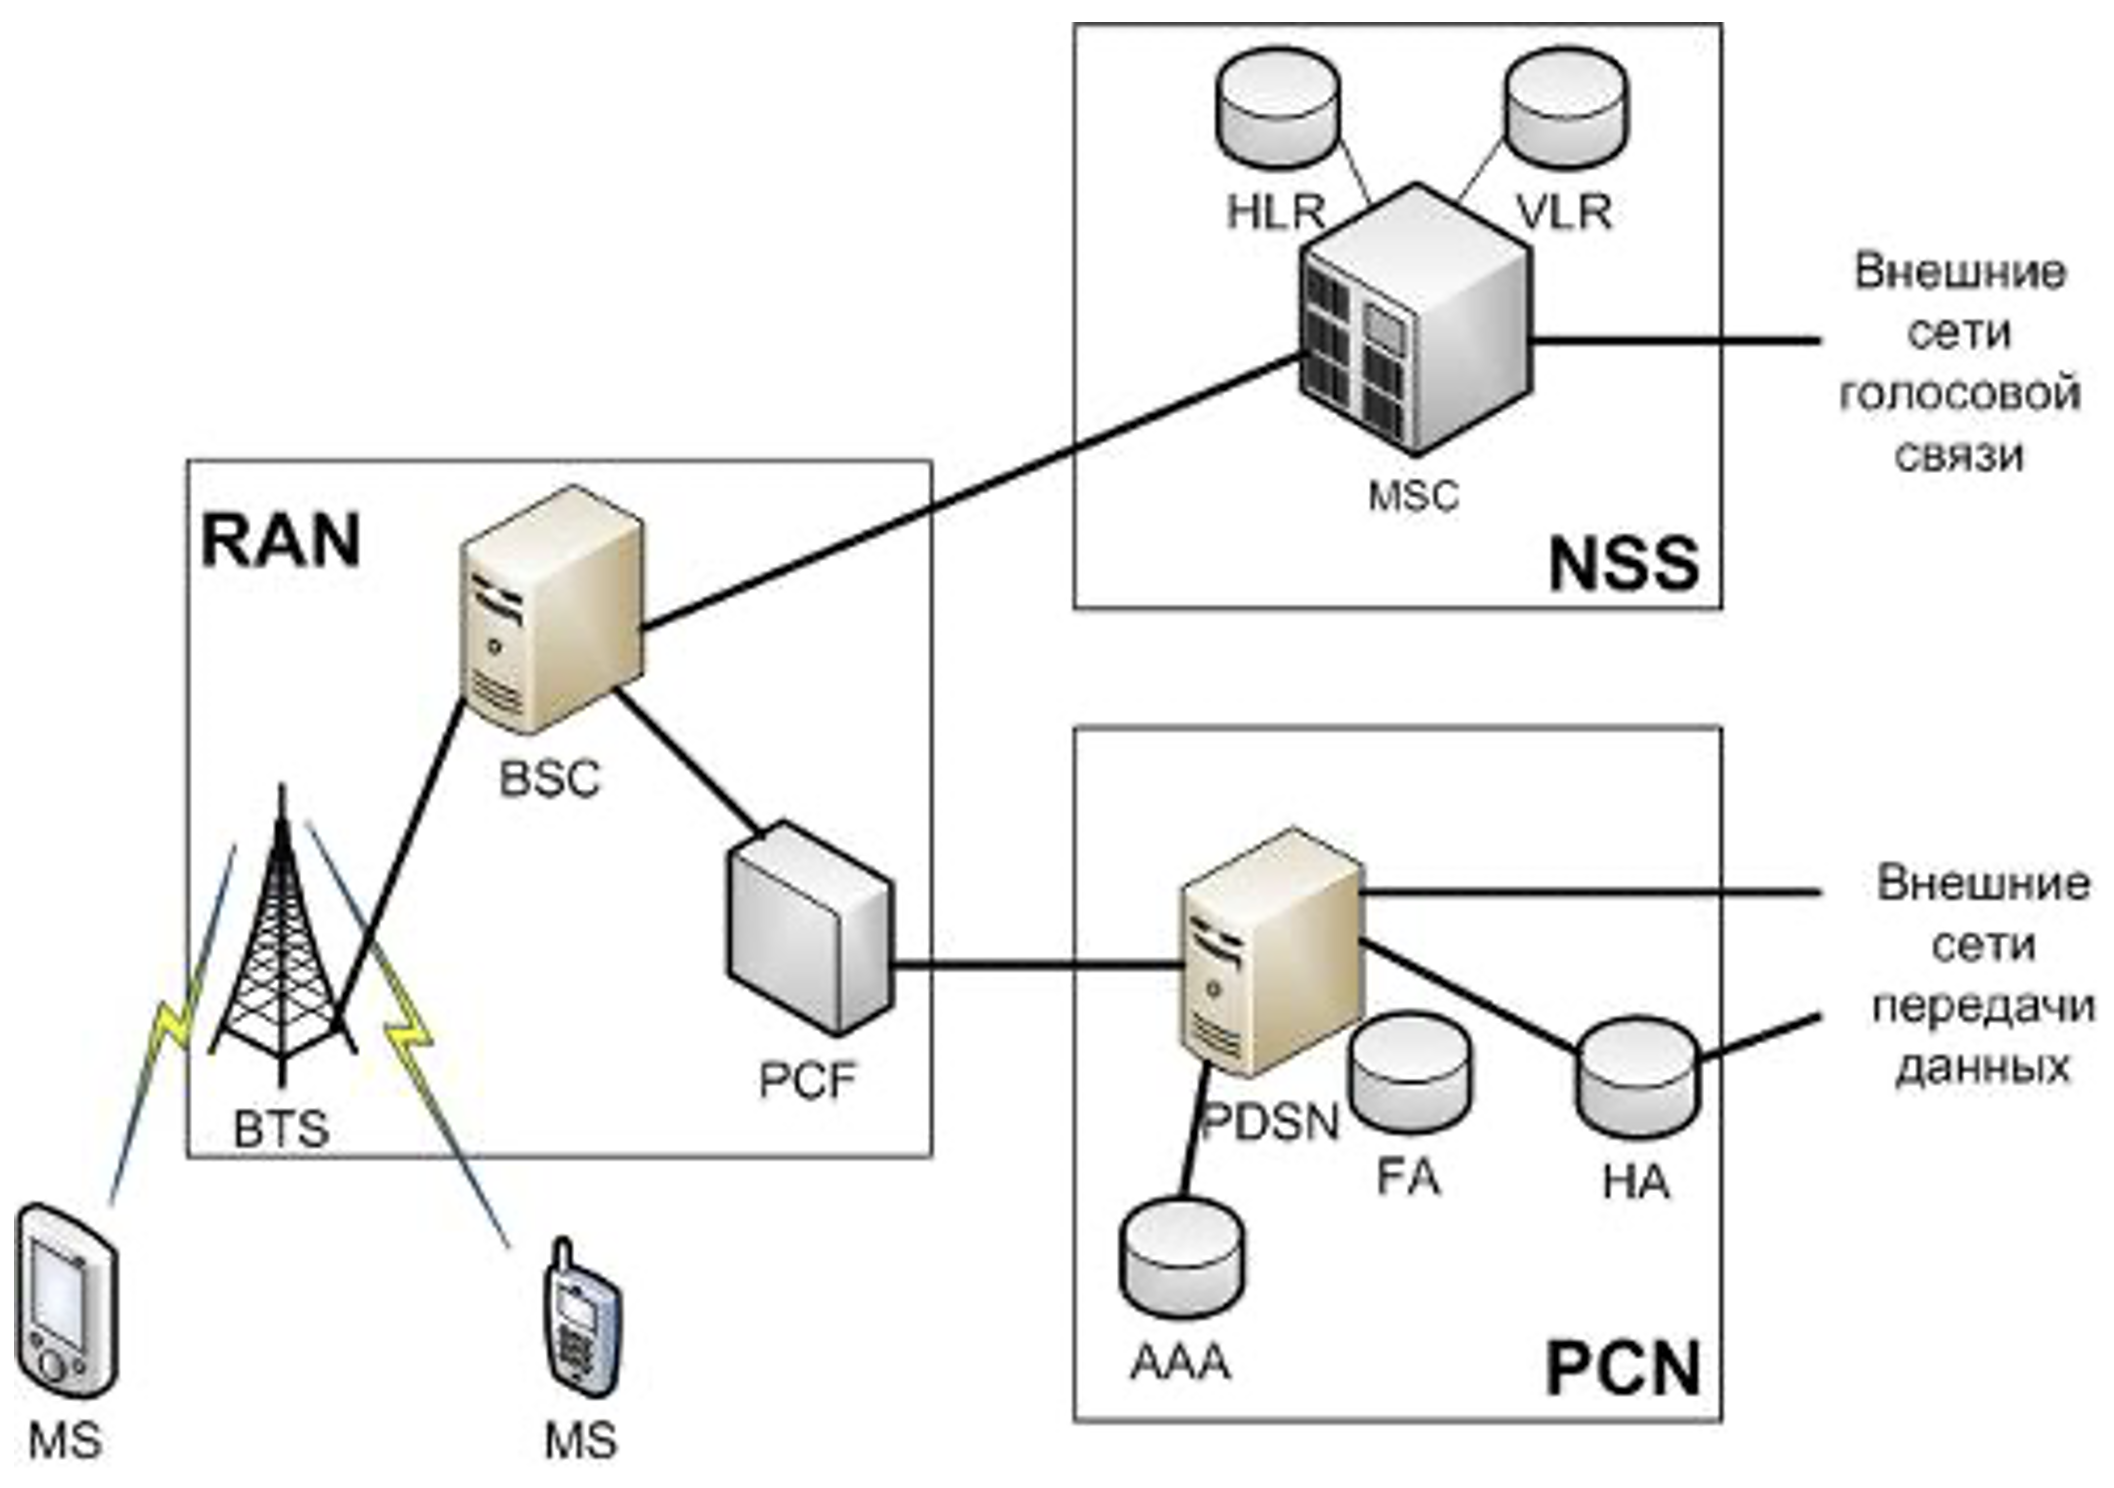 HLR
VLR
Внешние
сети
голосовой
связи
MSC
NSS
RAN
BSC
PCF
BTS
MS
MS
PDSN
FA
HA
AAA
PCN
Внешние
сети
передачи
данных